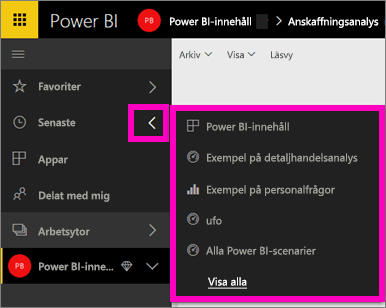 Power BI PB Power BI-innehåll > Anskaffningsanalys
Arkiv Visa Läsvy
Favoriter
Senaste
Appar
Delat med mig
Arbetsytor
PB Power BI-inne...
Power BI-innehåll
Exempel på detaljhandelsanalys
Exempel på personalfrågor
ufo
Alla Power BI-scenarier
Visa alla